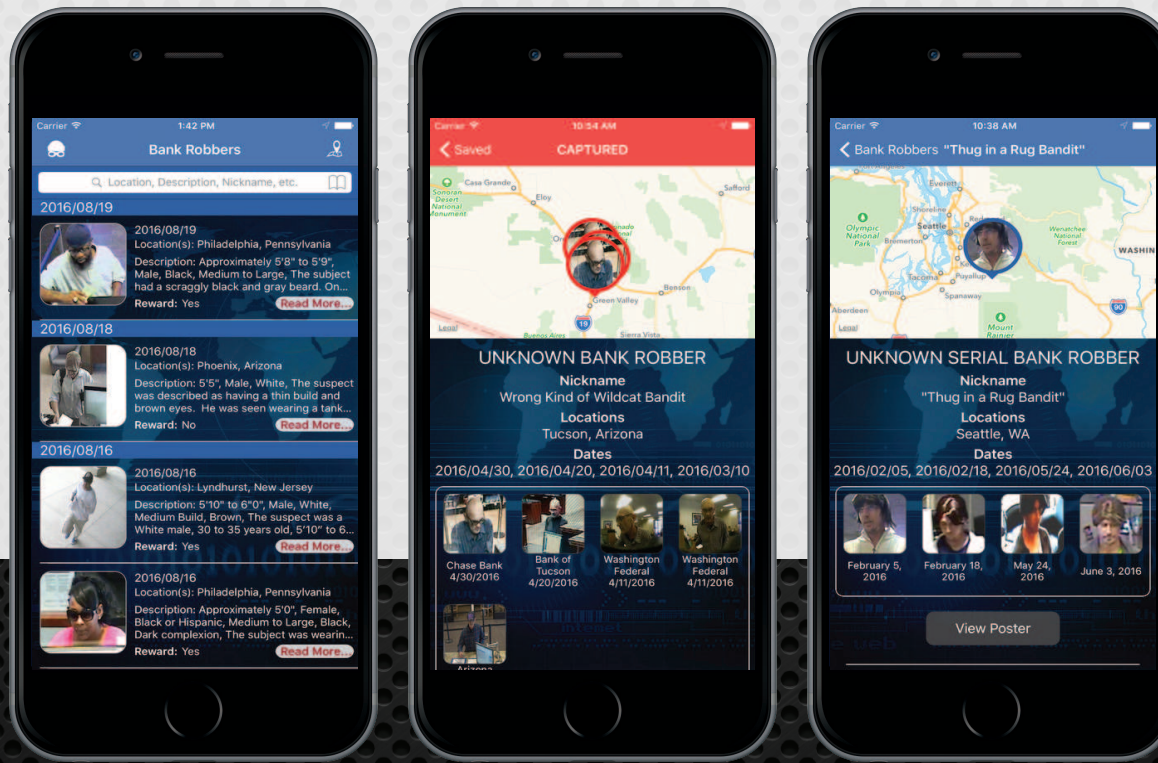 Carrier 1:42 PM
Bank Robbers
Location, Description, Nickname, etc.
2016/08/19
2016/08/19
Location(s): Philadelphia, Pennsylvania
Description: Approximately 5'8" to 5'9",
Male, Black, Medium to Large, The subject
had a scraggly black and gray beard. On...
Reward: Yes Read More...
2016/08/18
2016/08/18
Location(s): Phoenix, Arizona
Description: 5'5", Male, White, The suspect
was described as having a thin build and
brown eyes. He was seen wearing a tank...
Reward: No Read More...
2016/08/16
2016/08/16
Location(s): Lyndhurst, New Jersey
Description: 5'10" to 6"0", Male, White,
Medium Build, Brown, The suspect was a
White male, 30 to 35 years old, 5'10" to 6...
Reward: Yes Read More...
2016/08/16
Location(s): Philadelphia, Pennsylvania
Description: Approximately 5'0", Female,
Black or Hispanic, Medium to Large, Black,
Dark complexion, The subject was wearin...
Reward: Yes Read More...
Carrier 10:54 AM
Saved CAPTURED
Casa Grande
Safford
Sonoran
Desert
National
Monument
Eloy
Benson
Green Valley
19
Legal
Buenos Aires
Sierra Vista
UNKNOWN BANK ROBBER
Nickname
Wrong Kind of Wildcat Bandit
Locations
Tucson, Arizona
Dates
2016/04/30, 2016/04/20, 2016/04/11, 2016/03/10
Chase Bank
4/30/2016
Bank of
Tucson
4/20/2016
Washington
Federal
4/11/2016
Washington
Federal
4/11/2016
Arizona
internet
Carrier 10:38 AM
Bank Robbers "Thug in a Rug Bandit"
Everett
Shoreline
Olympic
National
Park
Seattle
Bremerton
Wenatchee
National
Forest
WASHIN
Tacoma
Puyallup
Olympia
Spanaway
Aberdeen
90
Legal
Mount
Rainier
UNKNOWN SERIAL BANK ROBBER
Nickname
"Thug in a Rug Bandit"
Locations
Seattle, WA
Dates
2016/02/05, 2016/02/18, 2016/05/24, 2016/06/03
February 5,
2016
February 18,
2016
May 24,
2016
June 3, 2016
View Poster